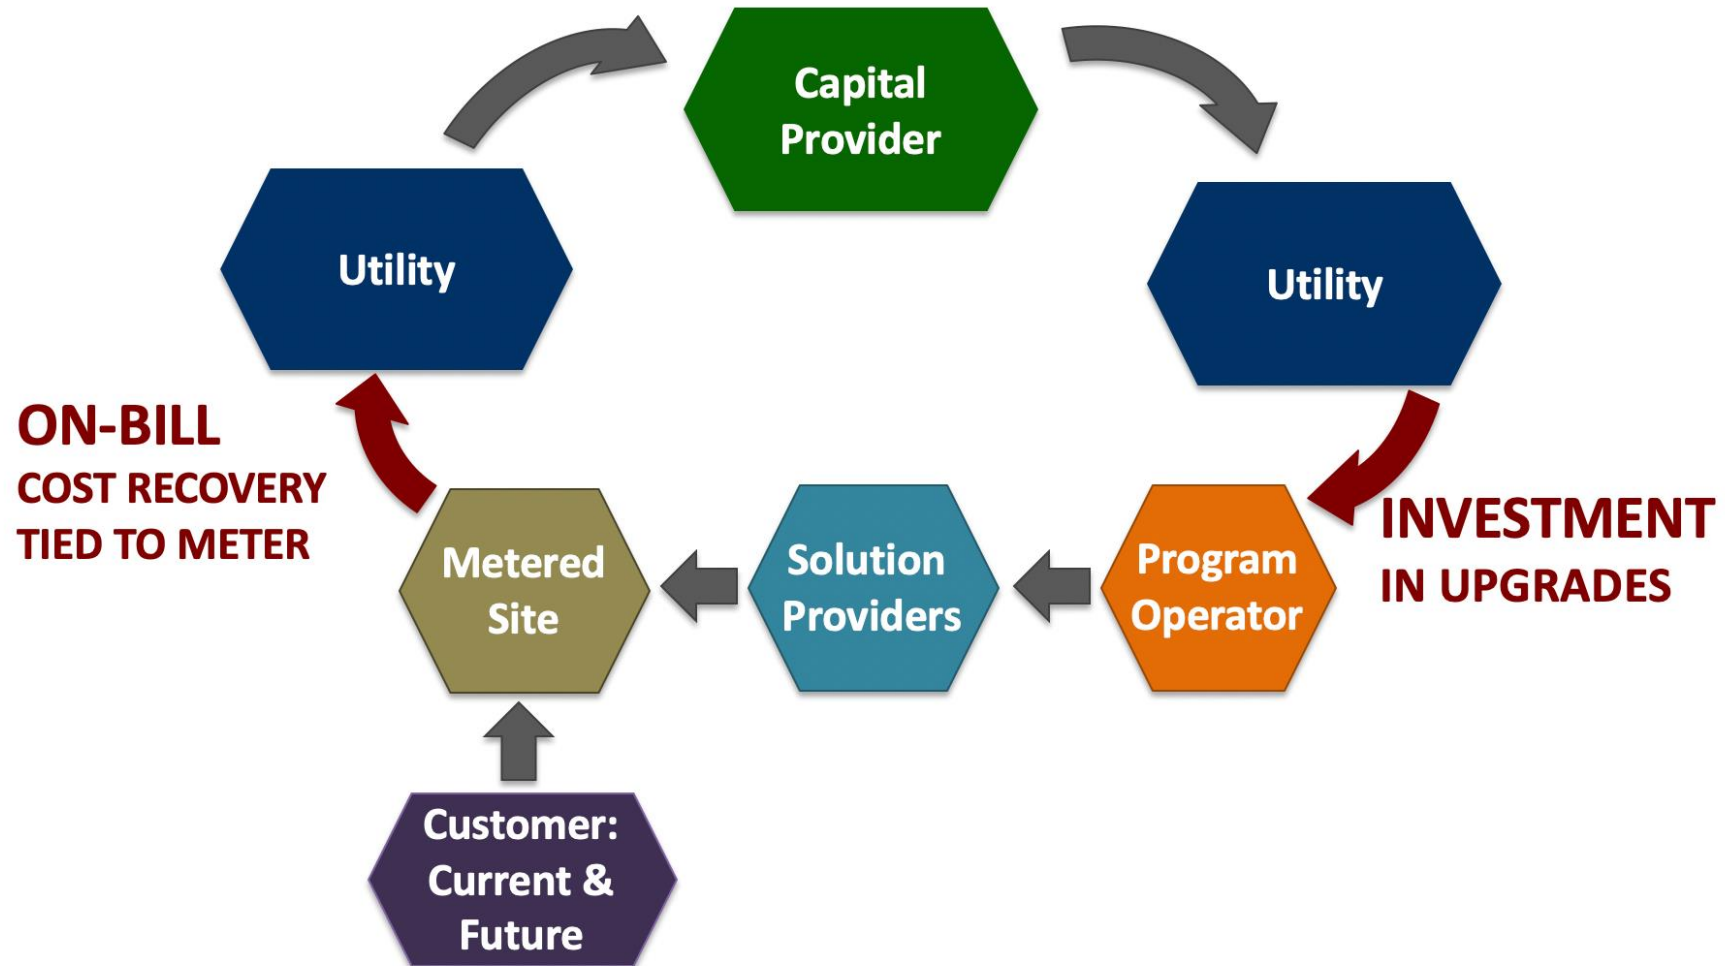 Capital
Provider
Utility
Utility
ON-BILL
COST RECOVERY
TIED TO METER
INVESTMENT
IN UPGRADES
Metered
Site
Solution
Providers
Program
Operator
Customer:
Current &
Future